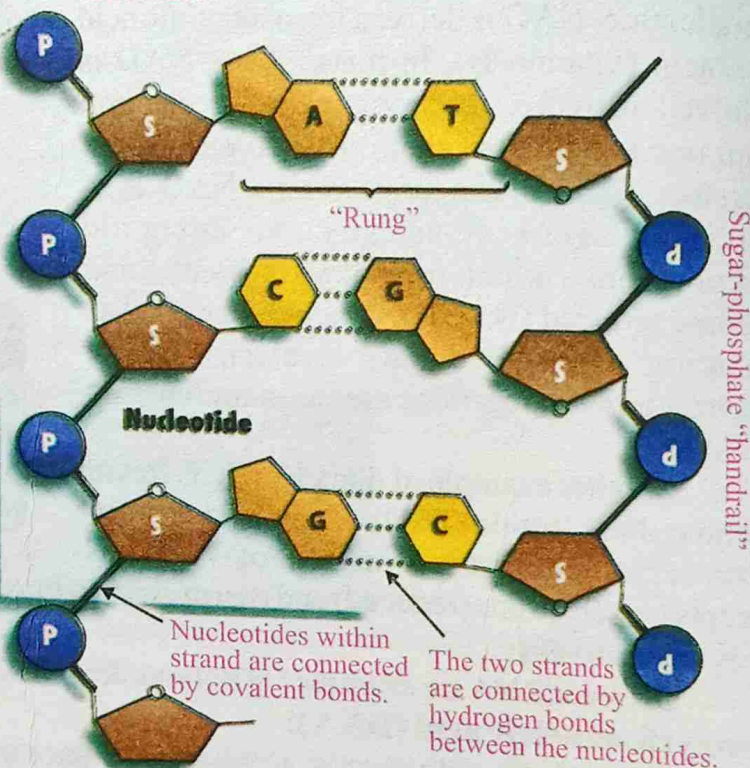 P
S
A
T
S
"Rung"
P
P
S
C
G
S
Sugar-phosphate "handrail"
Nucleotide
P
P
S
G
C
S
P
P
Nucleotides within
strand are connected
by covalent bonds.
The two strands
are connected by
hydrogen bonds
between the nucleotides.